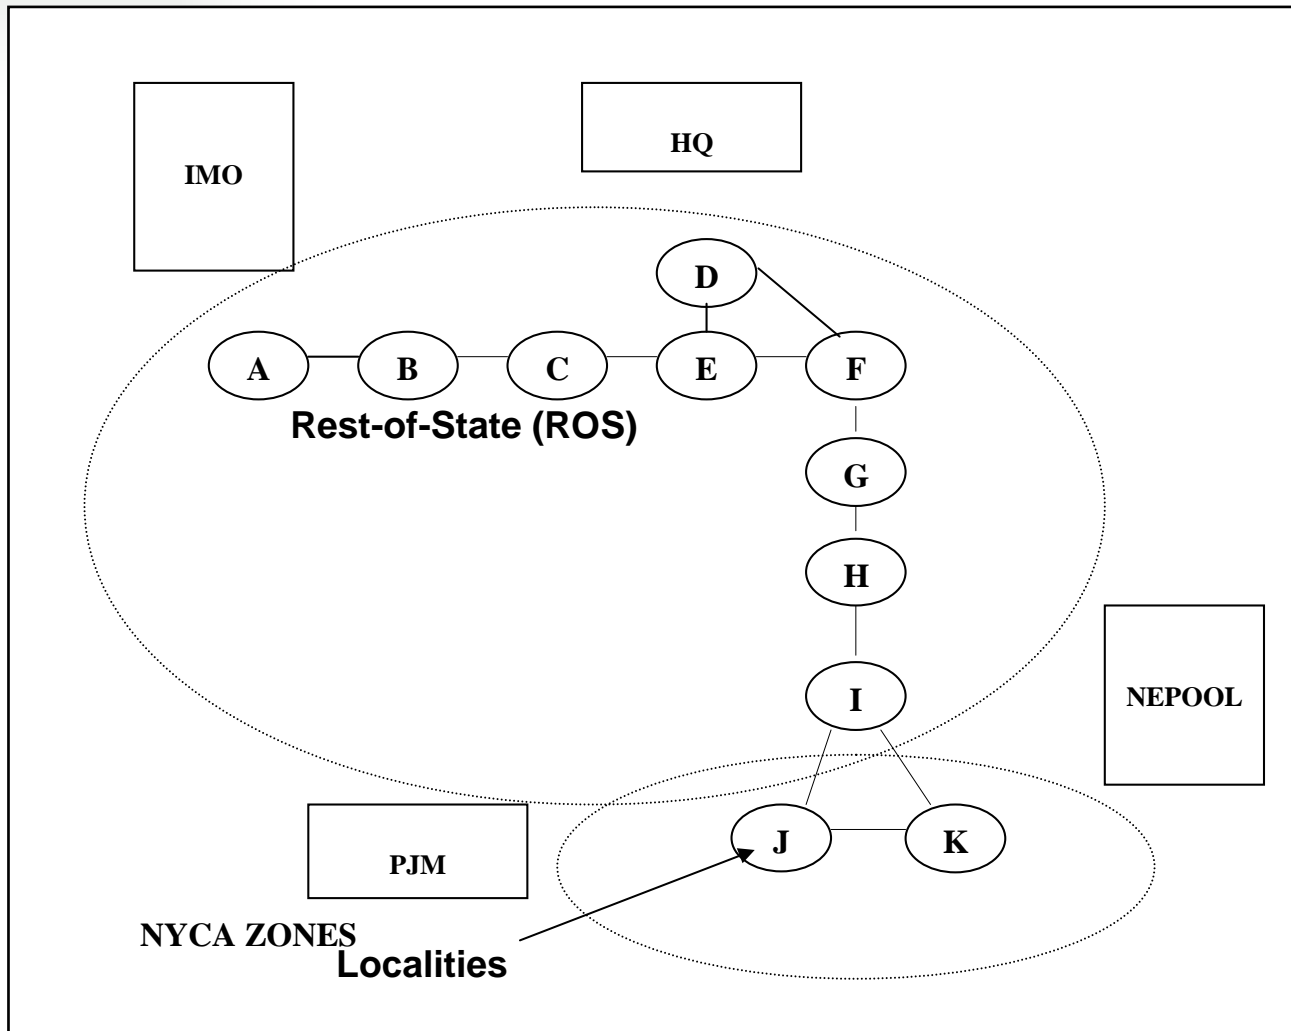 HQ
IMO
D
A B C E F
Rest-of-State (ROS)
G
H
I
NEPOOL
J K
PJM
NYCA ZONES
Localities